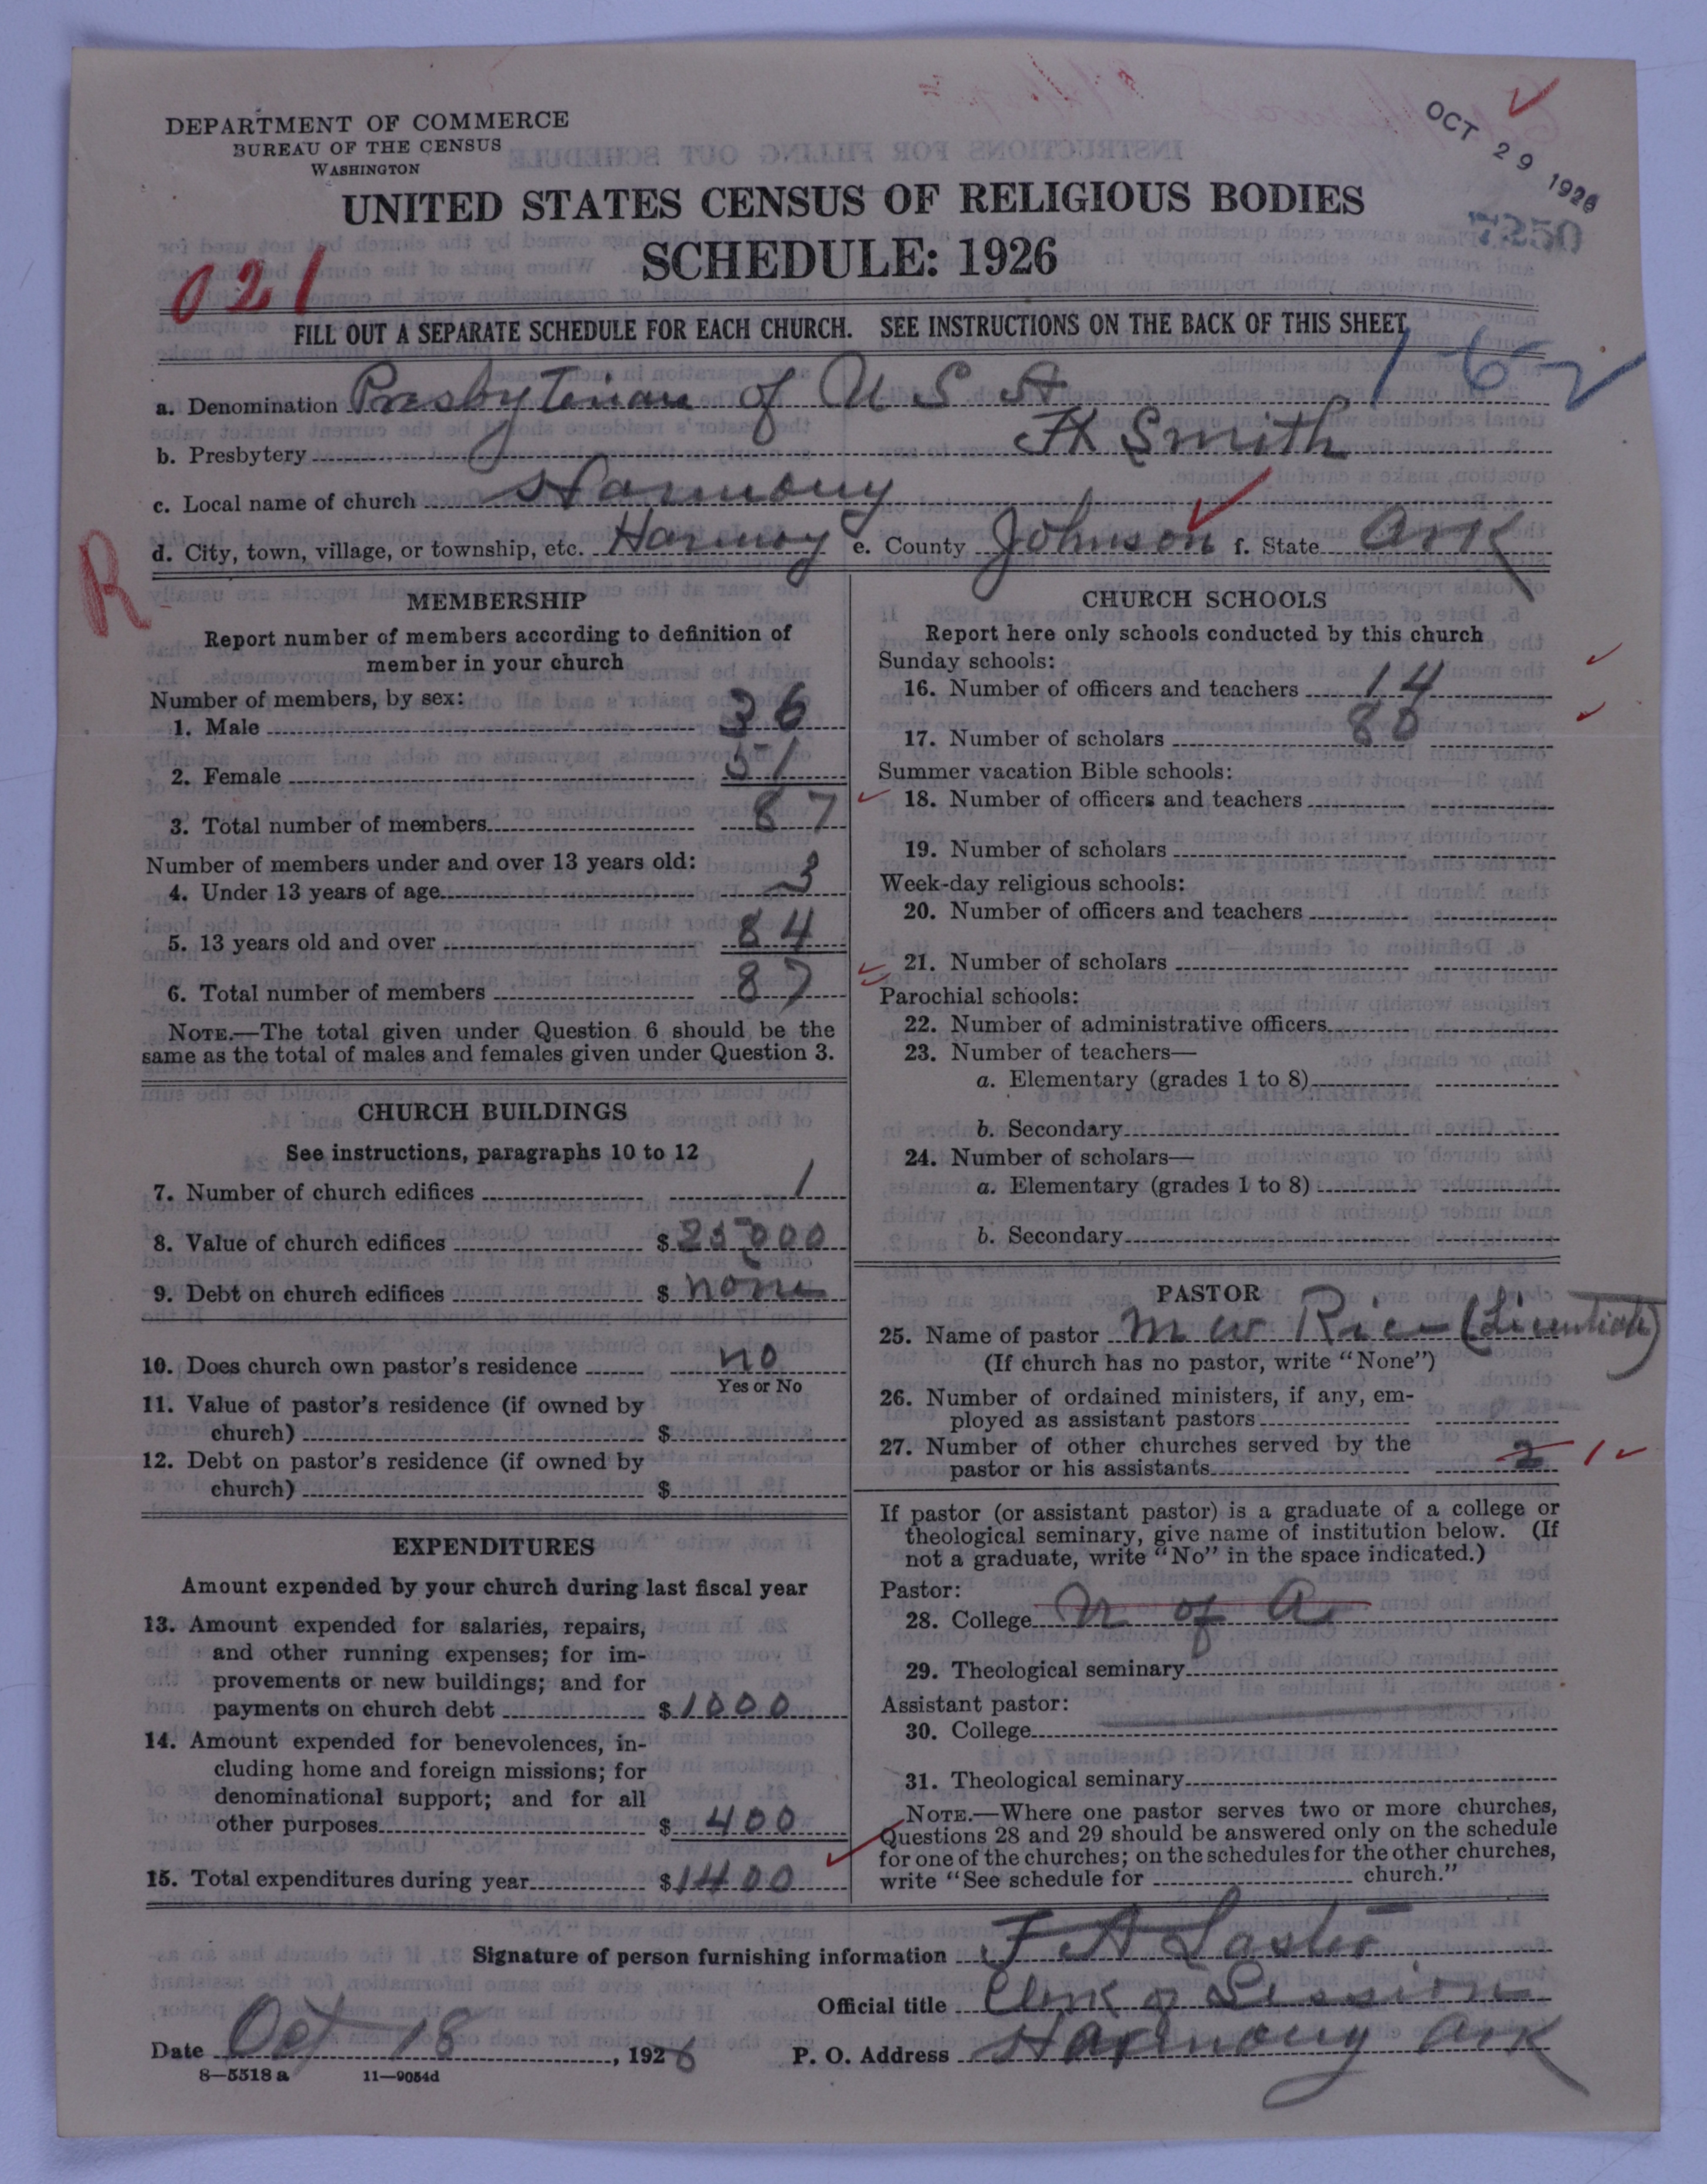 DEPARTMENT OF COMMERCE
BUREAU OF THE CENSUS
WASHINGTON
OCT 29 1926
UNITED STATES CENSUS OF RELIGIOUS BODIES
SCHEDULE: 1926
021
FILL OUT A SEPARATE SCHEDULE FOR EACH CHURCH. SEE INSTRUCTIONS ON THE BACK OF THIS SHEET
1-62
a. Denomination Presbyterian of U S A
b. Presbytery Ft Smith
c. Local name of church Harmony
d. City, town, village, or township, etc. Harmony e. County Johnson f. State Ark
R
MEMBERSHIP
Report number of members according to definition of
member in your church
Number of members, by sex:
1. Male 36
2. Female 51
3. Total number of members 87
Number of members under and over 13 years old:
4. Under 13 years of age 3
5. 13 years old and over 84
6. Total number of members 87
NOTE.—The total given under Question 6 should be the
same as the total of males and females given under Question 3.
CHURCH BUILDINGS
See instructions, paragraphs 10 to 12
7. Number of church edifices 1
8. Value of church edifices $ 25000
9. Debt on church edifices $ none
10. Does church own pastor's residence no
Yes or No
11. Value of pastor's residence (if owned by
church) $
12. Debt on pastor's residence (if owned by
church) $
EXPENDITURES
Amount expended by your church during last fiscal year
13. Amount expended for salaries, repairs,
and other running expenses; for im-
provements or new buildings; and for
payments on church debt $ 1000
14. Amount expended for benevolences, in-
cluding home and foreign missions; for
denominational support; and for all
other purposes $ 400
15. Total expenditures during year $ 1400
CHURCH SCHOOLS
Report here only schools conducted by this church
Sunday schools:
16. Number of officers and teachers 14
17. Number of scholars 80
Summer vacation Bible schools:
18. Number of officers and teachers
19. Number of scholars
Week-day religious schools:
20. Number of officers and teachers
21. Number of scholars
Parochial schools:
22. Number of administrative officers
23. Number of teachers—
a. Elementary (grades 1 to 8)
b. Secondary
24. Number of scholars—
a. Elementary (grades 1 to 8)
b. Secondary
PASTOR
25. Name of pastor M W Rice (Licentiate)
(If church has no pastor, write "None")
26. Number of ordained ministers, if any, em-
ployed as assistant pastors
27. Number of other churches served by the
pastor or his assistants 2 1
If pastor (or assistant pastor) is a graduate of a college or
theological seminary, give name of institution below. (If
not a graduate, write "No" in the space indicated.)
Pastor:
28. College U of A
29. Theological seminary
Assistant pastor:
30. College
31. Theological seminary
NOTE.—Where one pastor serves two or more churches,
Questions 28 and 29 should be answered only on the schedule
for one of the churches; on the schedules for the other churches,
write "See schedule for church."
Signature of person furnishing information F A Laster
Official title Clerk of Session
Date Oct 18, 1926 P. O. Address Harmony Ark
8—5518 a 11—9054d